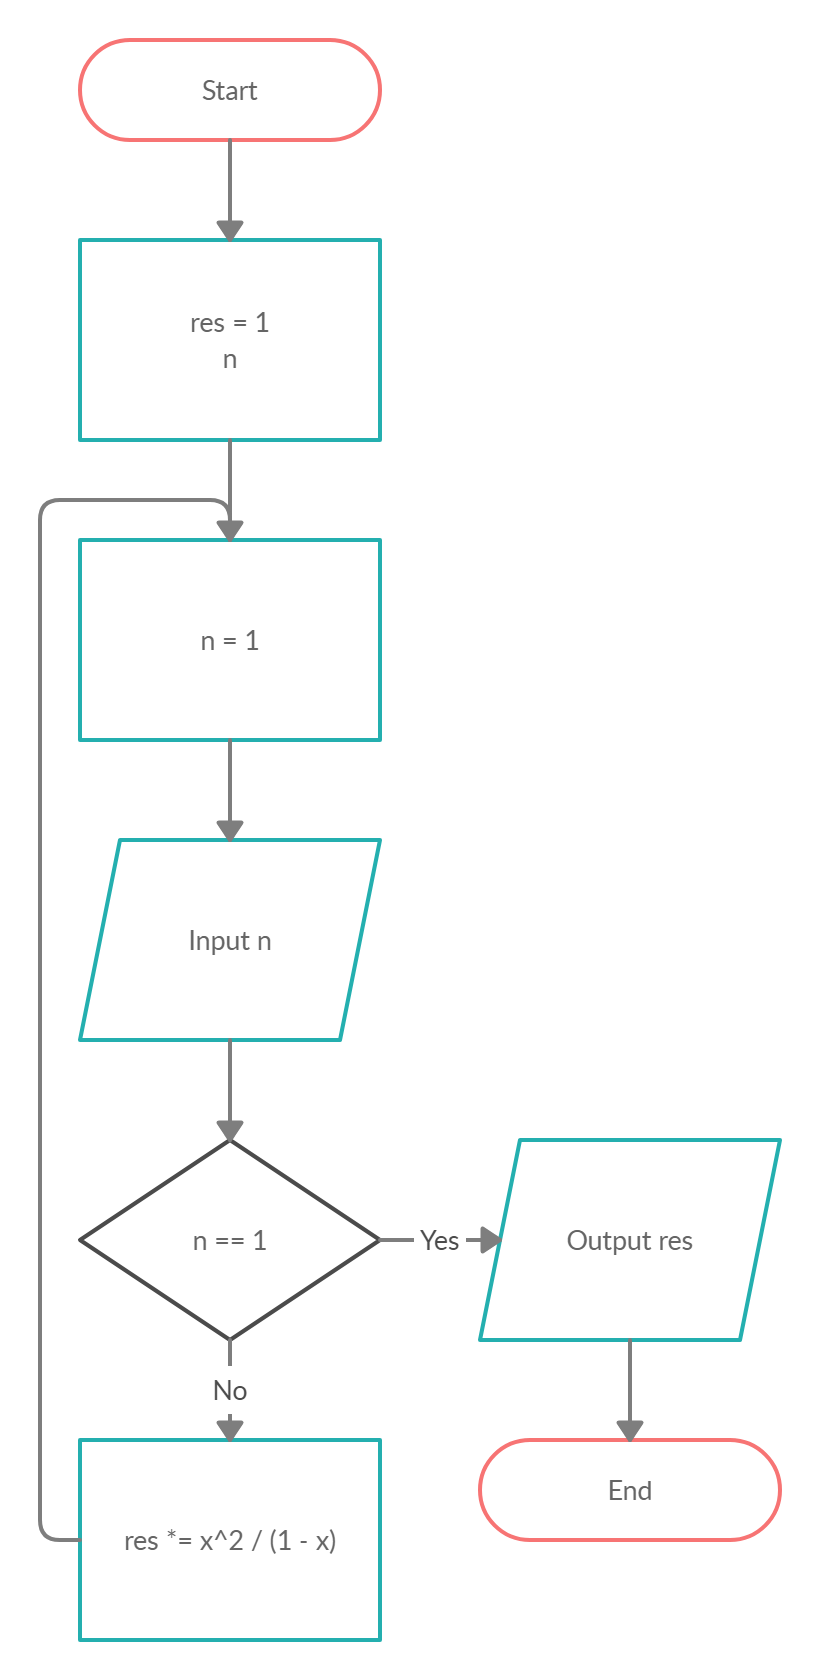 Start
res = 1
n
n = 1
Input n
n == 1
Yes
Output res
No
End
res *= x^2 / (1 - x)